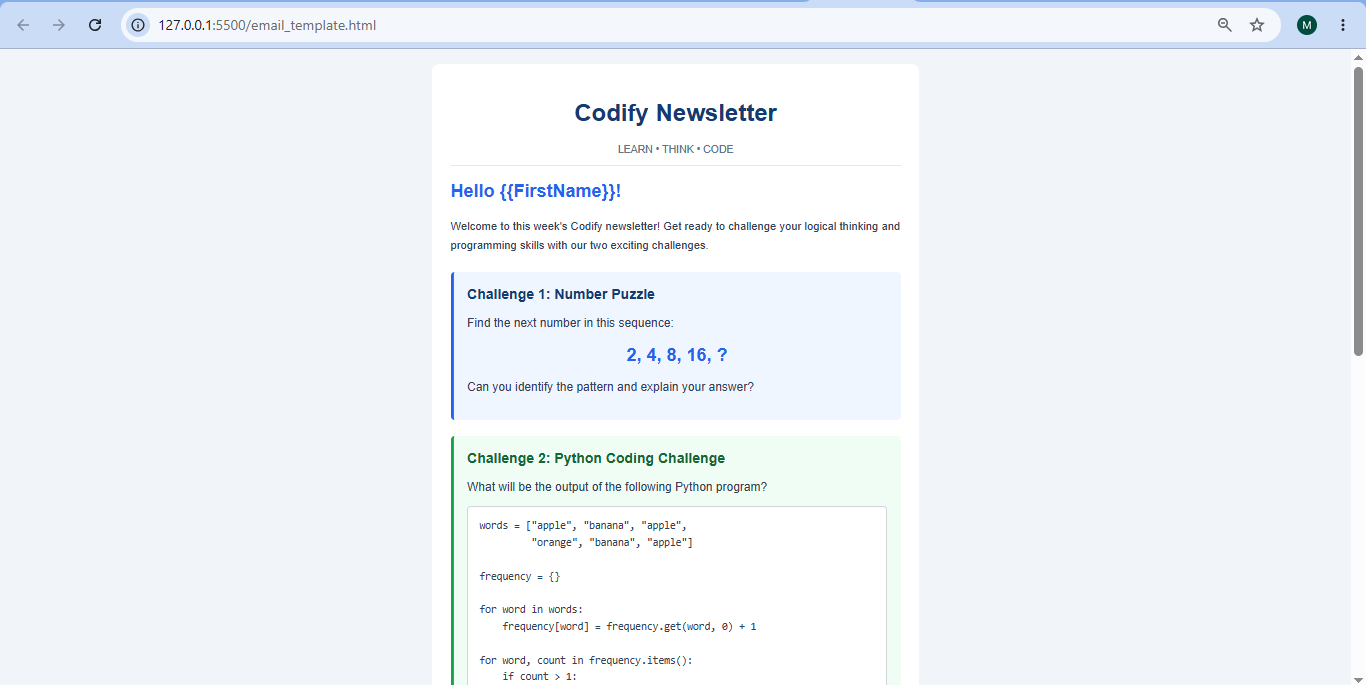 127.0.0.1:5500/email_template.html
M
Codify Newsletter
LEARN • THINK • CODE
Hello {{FirstName}}!
Welcome to this week's Codify newsletter! Get ready to challenge your logical thinking and
programming skills with our two exciting challenges.
Challenge 1: Number Puzzle
Find the next number in this sequence:
2, 4, 8, 16, ?
Can you identify the pattern and explain your answer?
Challenge 2: Python Coding Challenge
What will be the output of the following Python program?
words = ["apple", "banana", "apple",
         "orange", "banana", "apple"]
frequency = {}
for word in words:
    frequency[word] = frequency.get(word, 0) + 1
for word, count in frequency.items():
    if count > 1: